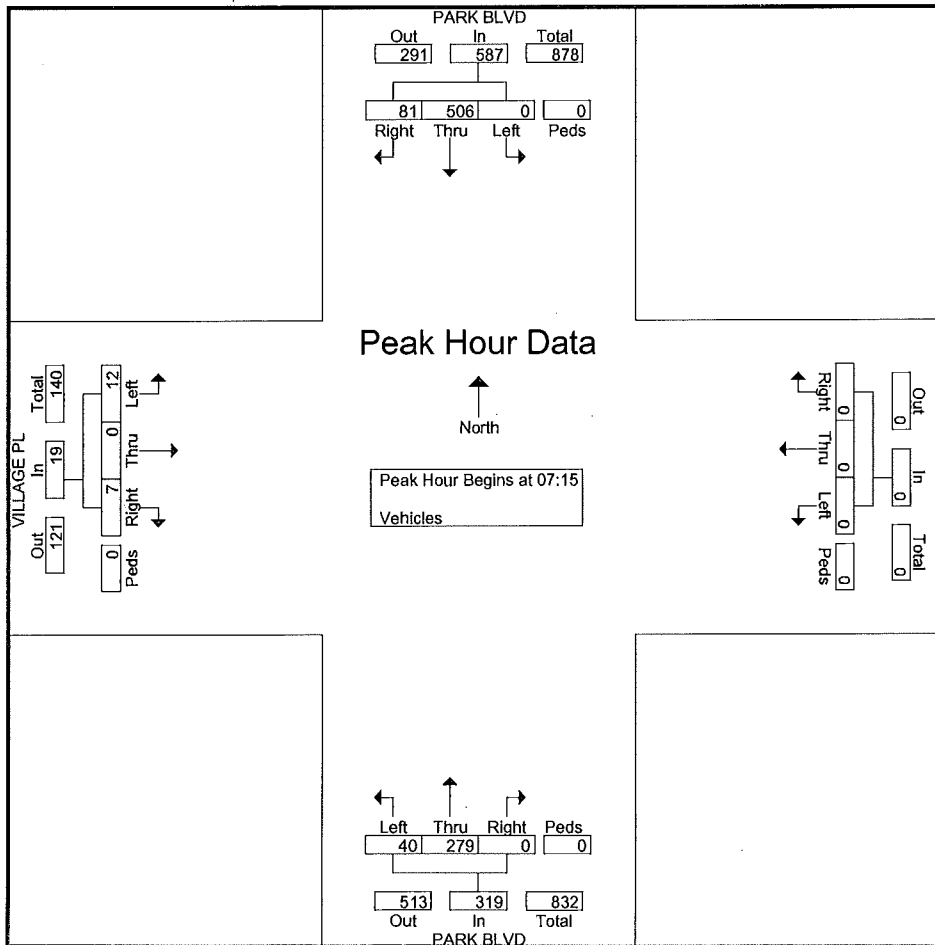 PARK BLVD
Out In Total
291 587 878
81 506 0 0
Right Thru Left Peds
Peak Hour Data
North
Peak Hour Begins at 07:15
Vehicles
VILLAGE PL
Total In Out
140 19 121
12 0 7 0
Left Thru Right Peds
Right Thru Left Peds
0 0 0 0
Out In Total
0 0 0
Left Thru Right Peds
40 279 0 0
513 319 832
Out In Total
PARK BLVD